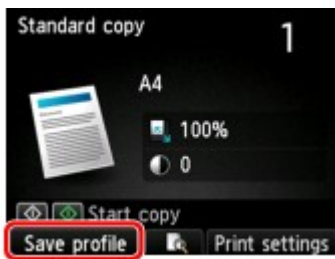 Standard copy 1
A4
100%
0
Start copy
Save profile Print settings